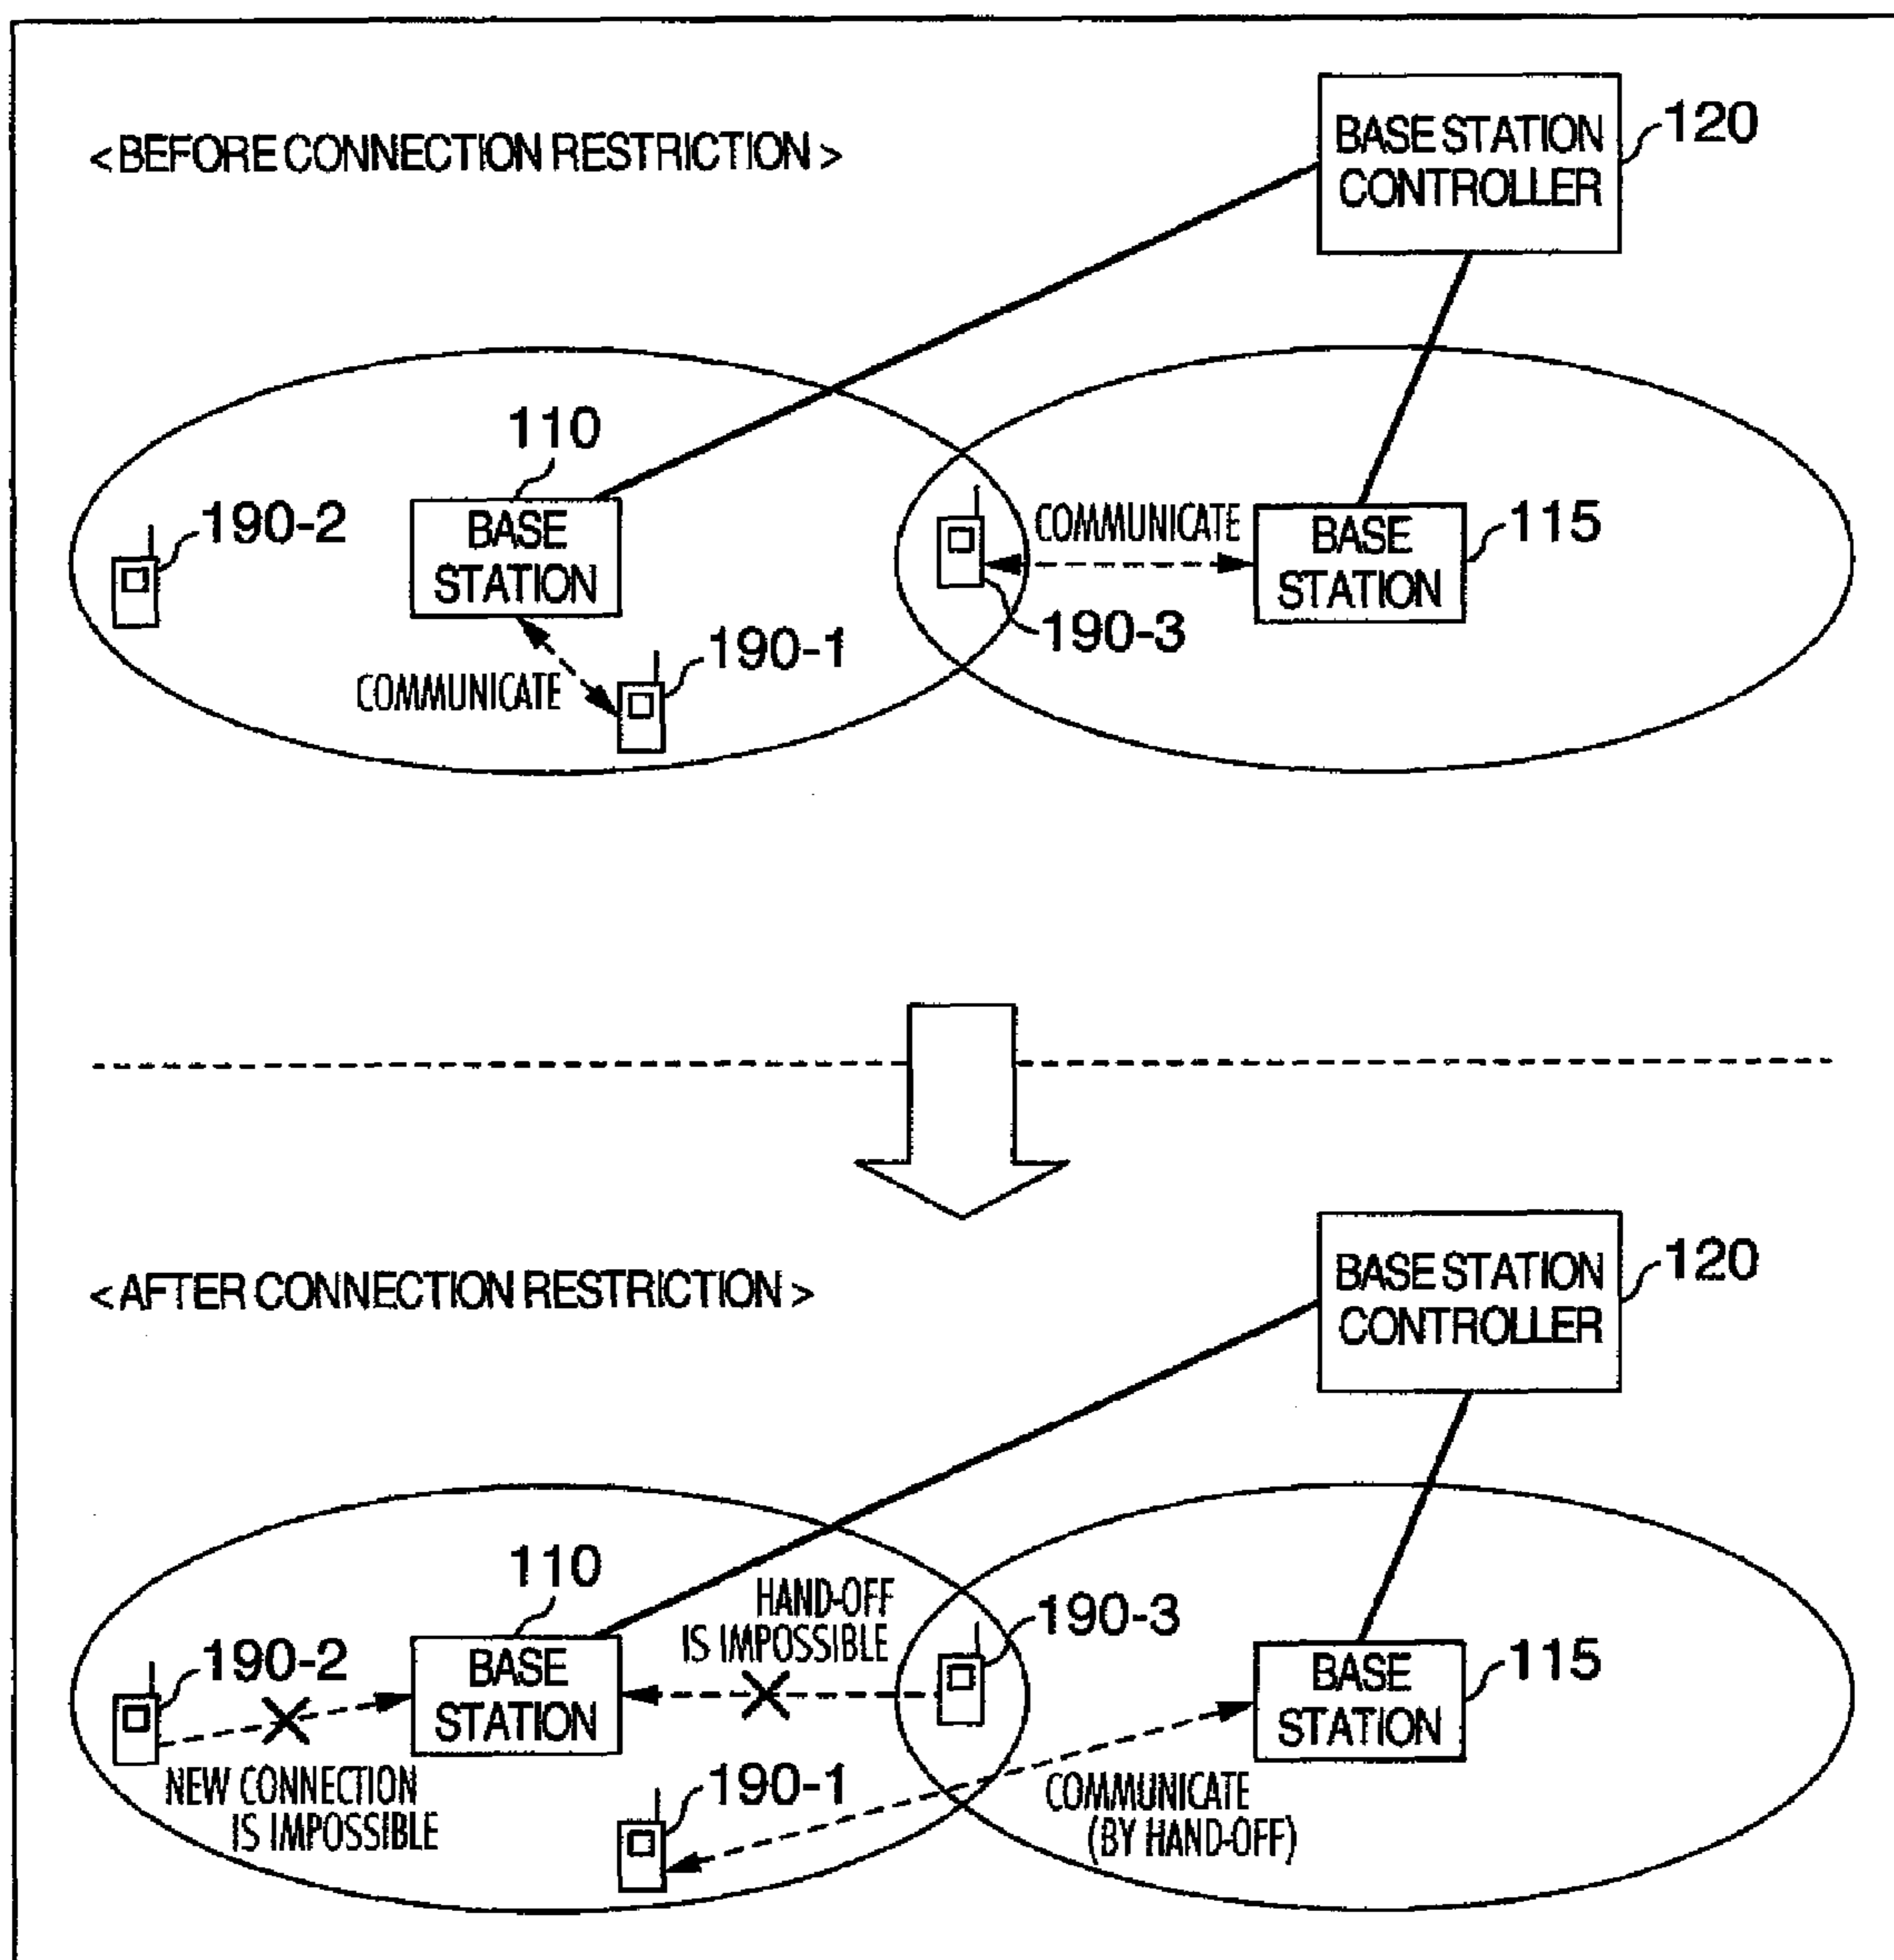 <BEFORE CONNECTION RESTRICTION>
BASE STATION
CONTROLLER
120
110
BASE
STATION
190-2
190-1
COMMUNICATE
COMMUNICATE
190-3
BASE
STATION
115
<AFTER CONNECTION RESTRICTION>
BASE STATION
CONTROLLER
120
110
BASE
STATION
HAND-OFF
IS IMPOSSIBLE
190-3
190-2
NEW CONNECTION
IS IMPOSSIBLE
190-1
BASE
STATION
115
COMMUNICATE
(BY HAND-OFF)